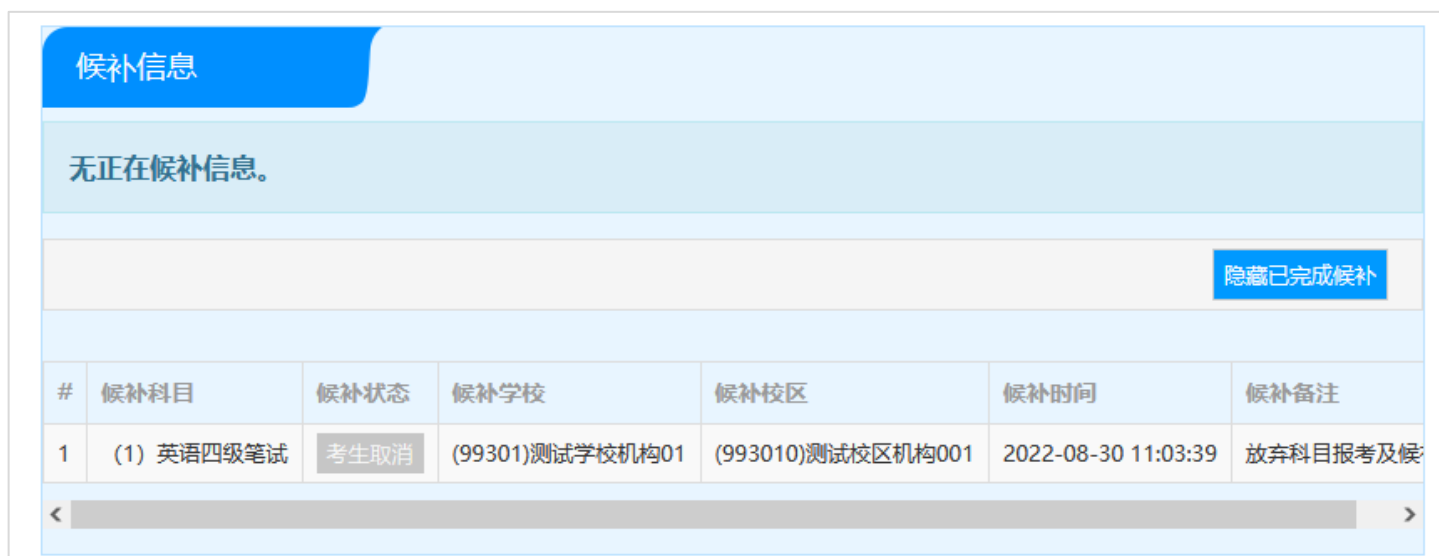 候补信息
无正在候补信息。
隐藏已完成候补
# 候补科目 候补状态 候补学校 候补校区 候补时间 候补备注
1 (1) 英语四级笔试 考生取消 (99301)测试学校机构01 (993010)测试校区机构001 2022-08-30 11:03:39 放弃科目报考及候